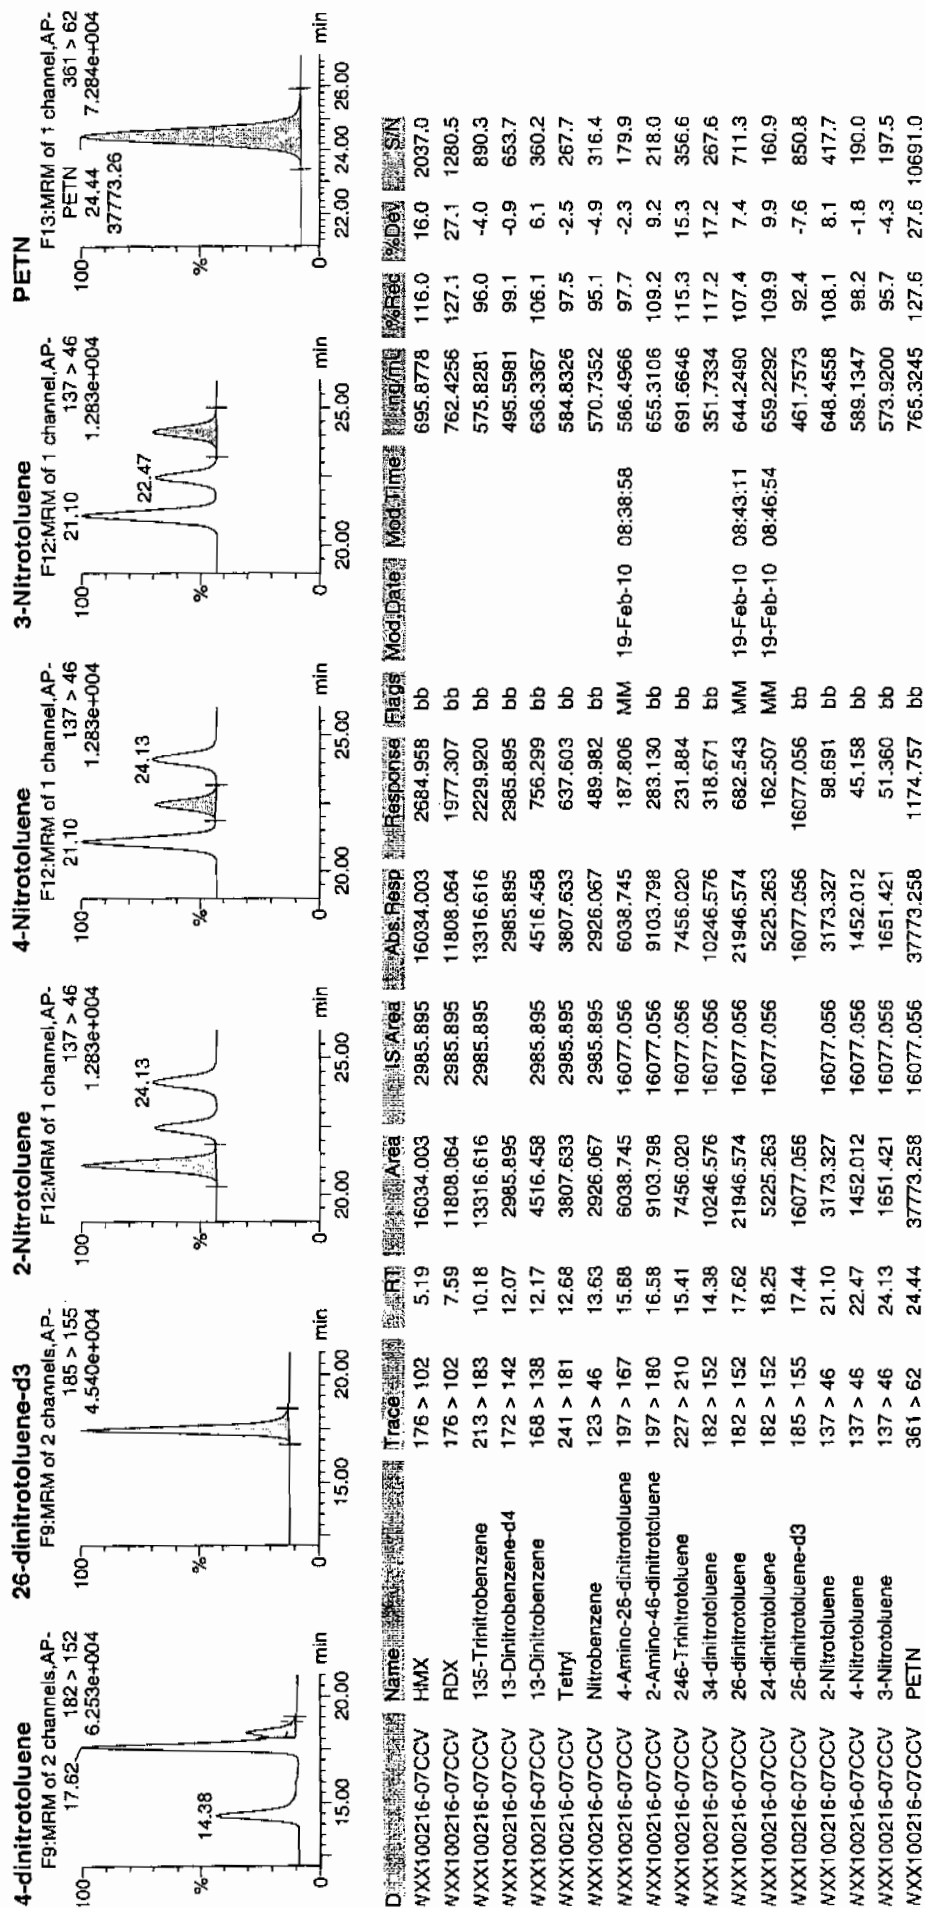 4-dinitrotoluene
F9:MRM of 2 channels,AP-
182 > 152
6.253e+004
17.62
14.38
100
%
0
15.00
20.00
min
26-dinitrotoluene-d3
F9:MRM of 2 channels,AP-
185 > 155
4.540e+004
100
%
0
15.00
20.00
min
2-Nitrotoluene
F12:MRM of 1 channel,AP-
137 > 46
1.283e+004
24.13
100
%
0
20.00
25.00
min
4-Nitrotoluene
F12:MRM of 1 channel,AP-
137 > 46
1.283e+004
21.10
24.13
100
%
0
20.00
25.00
min
3-Nitrotoluene
F12:MRM of 1 channel,AP-
137 > 46
1.283e+004
21.10
22.47
100
%
0
20.00
25.00
min
PETN
F13:MRM of 1 channel,AP-
361 > 62
7.284e+004
PETN
24.44
37773.26
100
%
0
22.00
24.00
26.00
min
D Name Trace RT Area IS Area Abs.Resp Response Flags Mod.Date Mod.Time ng/mL %Rec %Dev S/N
WXX100216-07CCV HMX 176 > 102 5.19 16034.003 2985.895 16034.003 2684.958 bb 695.8778 116.0 16.0 2037.0
WXX100216-07CCV RDX 176 > 102 7.59 11808.064 2985.895 11808.064 1977.307 bb 762.4256 127.1 27.1 1280.5
WXX100216-07CCV 135-Trinitrobenzene 213 > 183 10.18 13316.616 2985.895 13316.616 2229.920 bb 575.8281 96.0 -4.0 890.3
WXX100216-07CCV 13-Dinitrobenzene-d4 172 > 142 12.07 2985.895 2985.895 2985.895 bb 495.5981 99.1 -0.9 653.7
WXX100216-07CCV 13-Dinitrobenzene 168 > 138 12.17 4516.458 2985.895 4516.458 756.299 bb 636.3367 106.1 6.1 360.2
WXX100216-07CCV Tetryl 241 > 181 12.68 3807.633 2985.895 3807.633 637.603 bb 584.8326 97.5 -2.5 267.7
WXX100216-07CCV Nitrobenzene 123 > 46 13.63 2926.067 2985.895 2926.067 489.982 bb 570.7352 95.1 -4.9 316.4
WXX100216-07CCV 4-Amino-26-dinitrotoluene 197 > 167 15.68 6038.745 16077.056 6038.745 187.806 MM 19-Feb-10 08:38:58 586.4966 97.7 -2.3 179.9
WXX100216-07CCV 2-Amino-46-dinitrotoluene 197 > 180 16.58 9103.798 16077.056 9103.798 283.130 bb 655.3106 109.2 9.2 218.0
WXX100216-07CCV 246-Trinitrotoluene 227 > 210 15.41 7456.020 16077.056 7456.020 231.884 bb 691.6646 115.3 15.3 356.6
WXX100216-07CCV 34-dinitrotoluene 182 > 152 14.38 10246.576 16077.056 10246.576 318.671 bb 351.7334 117.2 17.2 267.6
WXX100216-07CCV 26-dinitrotoluene 182 > 152 17.62 21946.574 16077.056 21946.574 682.543 MM 19-Feb-10 08:43:11 644.2490 107.4 7.4 711.3
WXX100216-07CCV 24-dinitrotoluene 182 > 152 18.25 5225.263 16077.056 5225.263 162.507 MM 19-Feb-10 08:46:54 659.2292 109.9 9.9 160.9
WXX100216-07CCV 26-dinitrotoluene-d3 185 > 155 17.44 16077.056 16077.056 16077.056 bb 461.7573 92.4 -7.6 850.8
WXX100216-07CCV 2-Nitrotoluene 137 > 46 21.10 3173.327 16077.056 3173.327 98.691 bb 648.4558 108.1 8.1 417.7
WXX100216-07CCV 4-Nitrotoluene 137 > 46 22.47 1452.012 16077.056 1452.012 45.158 bb 589.1347 98.2 -1.8 190.0
WXX100216-07CCV 3-Nitrotoluene 137 > 46 24.13 1651.421 16077.056 1651.421 51.360 bb 573.9200 95.7 -4.3 197.5
WXX100216-07CCV PETN 361 > 62 24.44 37773.258 16077.056 37773.258 1174.757 bb 765.3245 127.6 27.6 10691.0